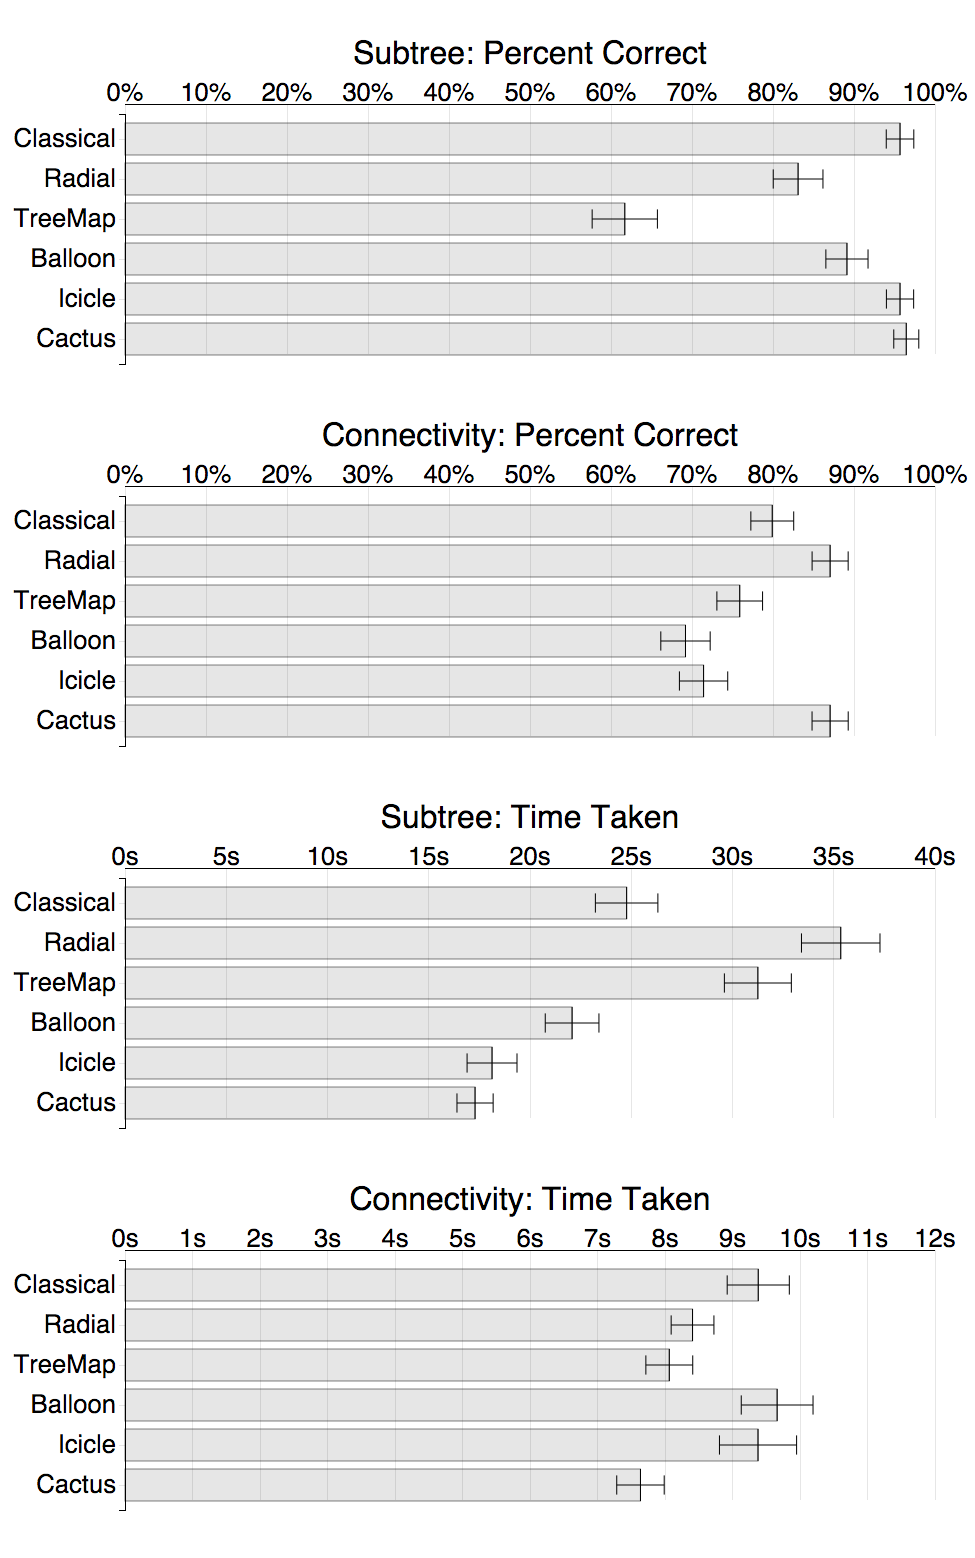 Subtree: Percent Correct
0% 10% 20% 30% 40% 50% 60% 70% 80% 90% 100%
Classical
Radial
TreeMap
Balloon
Icicle
Cactus
Connectivity: Percent Correct
0% 10% 20% 30% 40% 50% 60% 70% 80% 90% 100%
Classical
Radial
TreeMap
Balloon
Icicle
Cactus
Subtree: Time Taken
0s 5s 10s 15s 20s 25s 30s 35s 40s
Classical
Radial
TreeMap
Balloon
Icicle
Cactus
Connectivity: Time Taken
0s 1s 2s 3s 4s 5s 6s 7s 8s 9s 10s 11s 12s
Classical
Radial
TreeMap
Balloon
Icicle
Cactus